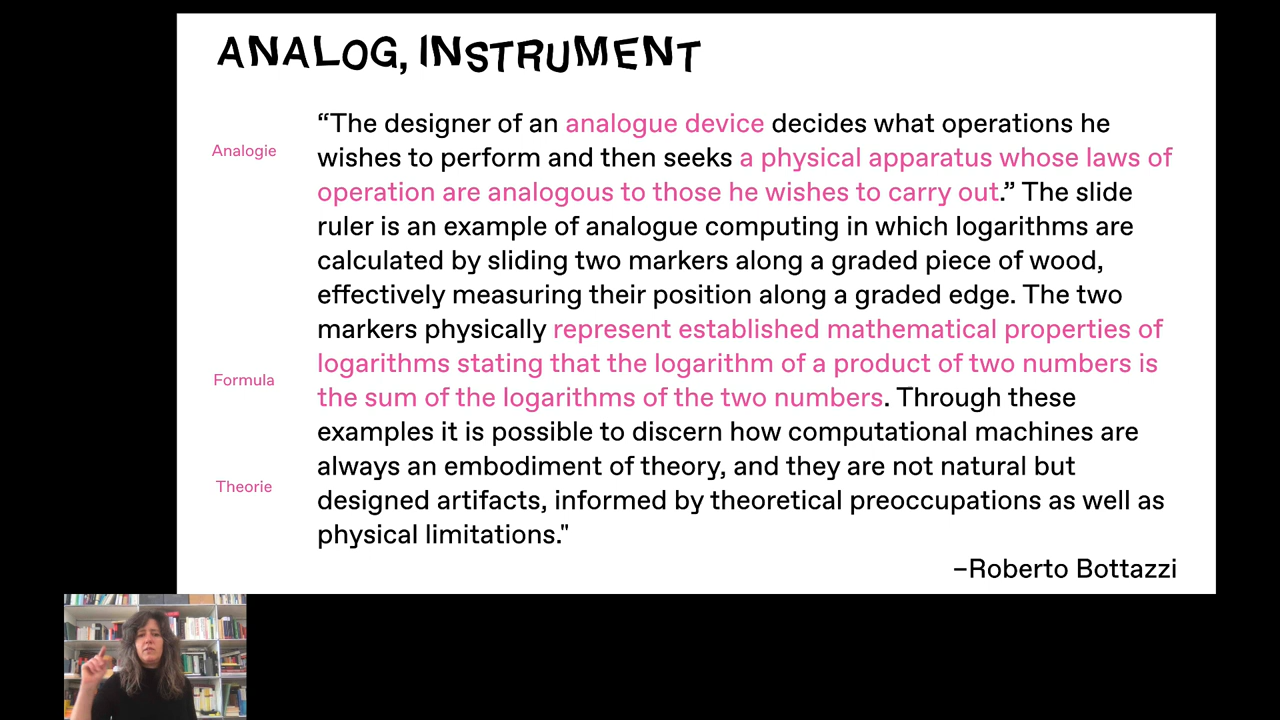 ANALOG, INSTRUMENT
“The designer of an analogue device decides what operations he
Analogie
wishes to perform and then seeks a physical apparatus whose laws of
operation are analogous to those he wishes to carry out.” The slide
ruler is an example of analogue computing in which logarithms are
calculated by sliding two markers along a graded piece of wood,
effectively measuring their position along a graded edge. The two
markers physically represent established mathematical properties of
logarithms stating that the logarithm of a product of two numbers is
Formula
the sum of the logarithms of the two numbers. Through these
examples it is possible to discern how computational machines are
always an embodiment of theory, and they are not natural but
Theorie
designed artifacts, informed by theoretical preoccupations as well as
physical limitations."
–Roberto Bottazzi